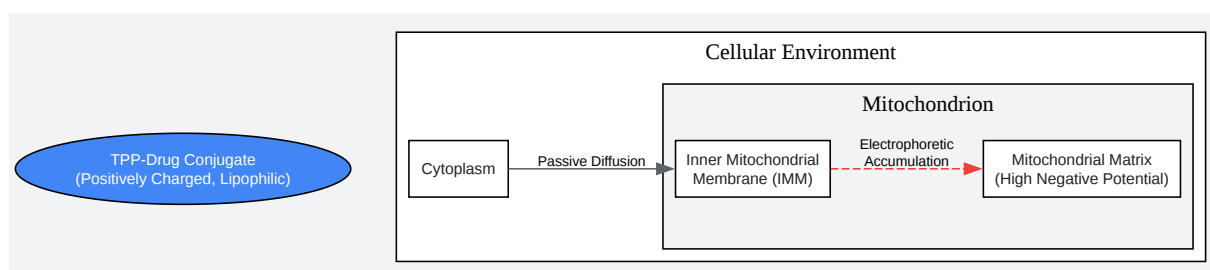 Cellular Environment
Mitochondrion
TPP-Drug Conjugate
(Positively Charged, Lipophilic)
Cytoplasm
Passive Diffusion
Inner Mitochondrial
Membrane (IMM)
Electrophoretic
Accumulation
Mitochondrial Matrix
(High Negative Potential)